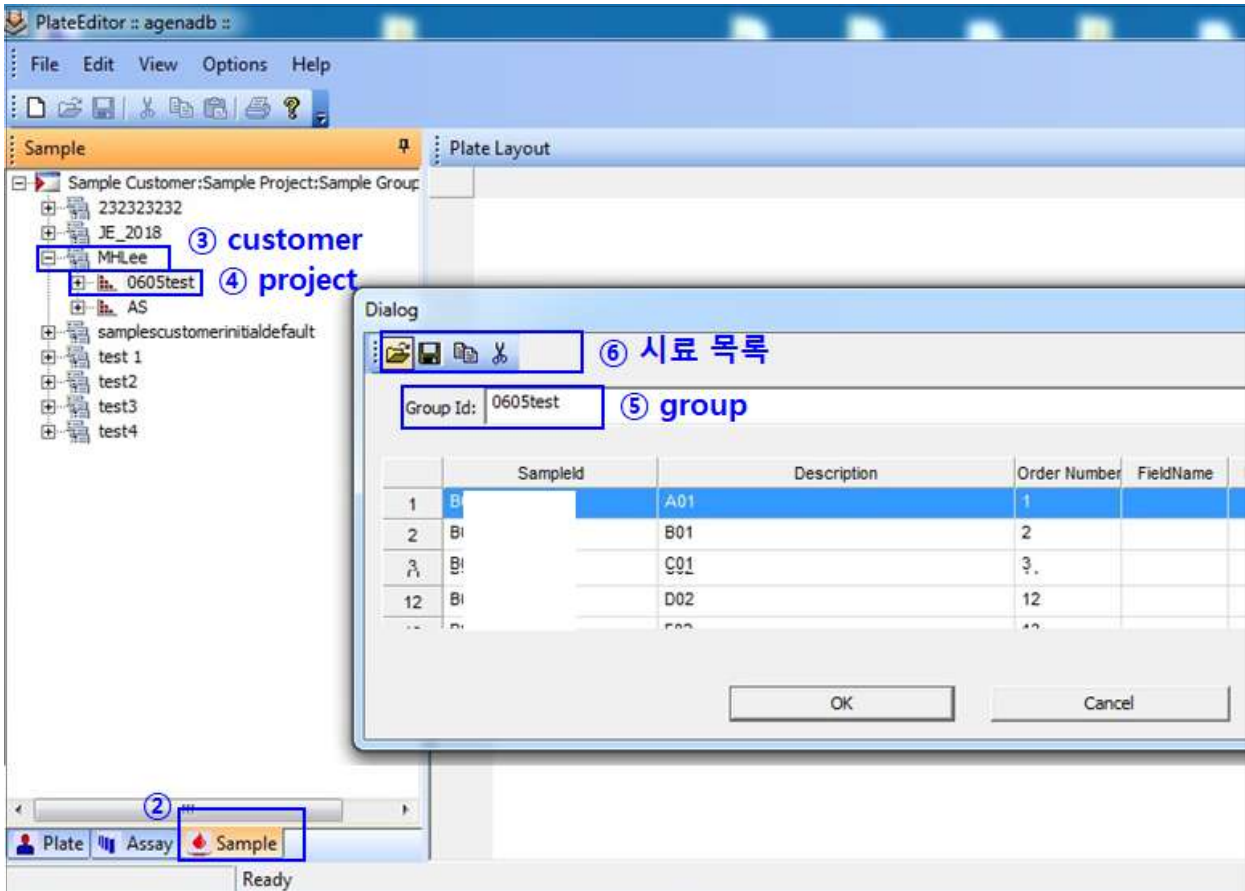 PlateEditor :: agenadb ::
File Edit View Options Help
Sample
Plate Layout
Sample Customer:Sample Project:Sample Group
232323232
JE_2018
③ customer
MHLee
0605test
④ project
AS
samplescustomerinitialdefault
test 1
test2
test3
test4
Dialog
⑥ 시료 목록
Group Id: 0605test
⑤ group
SampleId Description Order Number FieldName
1 A01 1
2 B01 2
3 C01 3
12 D02 12
OK Cancel
②
Plate Assay Sample
Ready